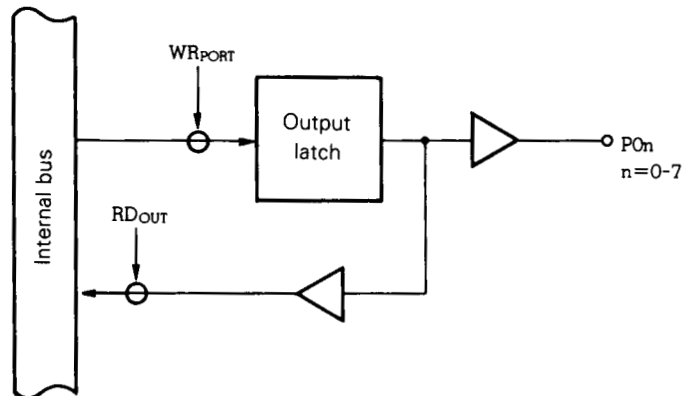 WRPORT
Output
latch
P0n
n=0-7
Internal bus
RDOUT